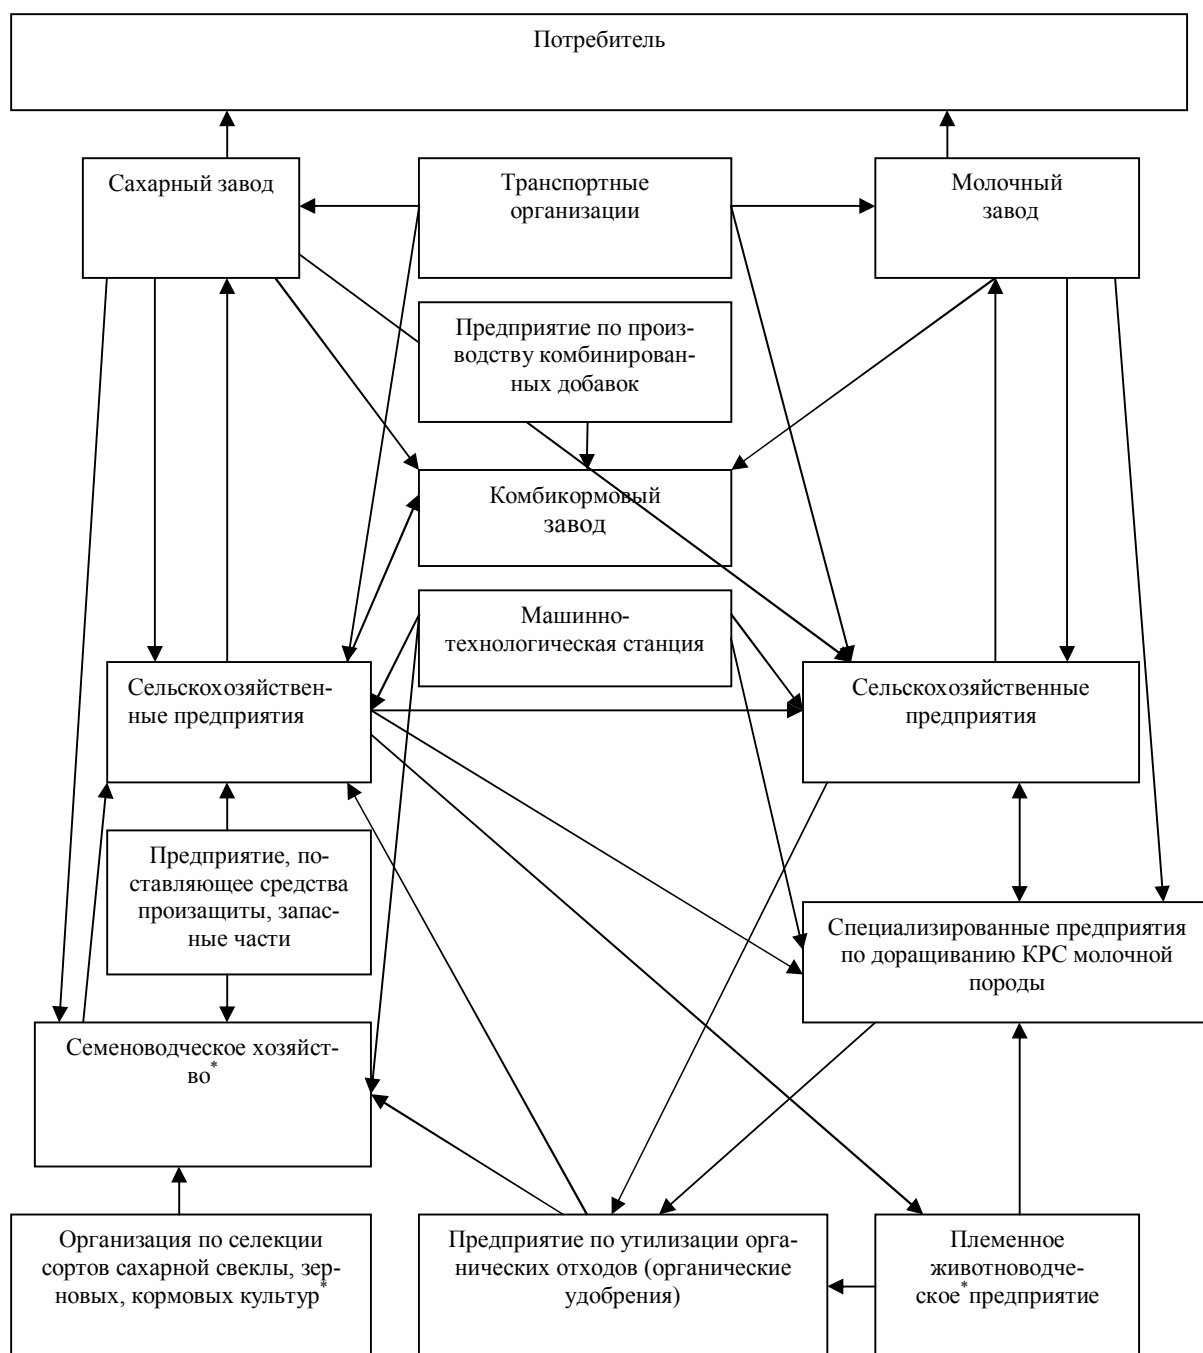 Потребитель
Сахарный завод
Транспортные
организации
Молочный
завод
Предприятие по произ-
водству комбинирован-
ных добавок
Комбикормовый
завод
Машинно-
технологическая станция
Сельскохозяйствен-
ные предприятия
Сельскохозяйственные
предприятия
Предприятие, по-
ставляющее средства
произащиты, запас-
ные части
Специализированные предприятия
по доращиванию КРС молочной
породы
Семеноводческое хозяйст-
во*
Организация по селекции
сортов сахарной свеклы, зер-
новых, кормовых культур*
Предприятие по утилизации орга-
нических отходов (органические
удобрения)
Племенное
животноводче-
ское*предприятие